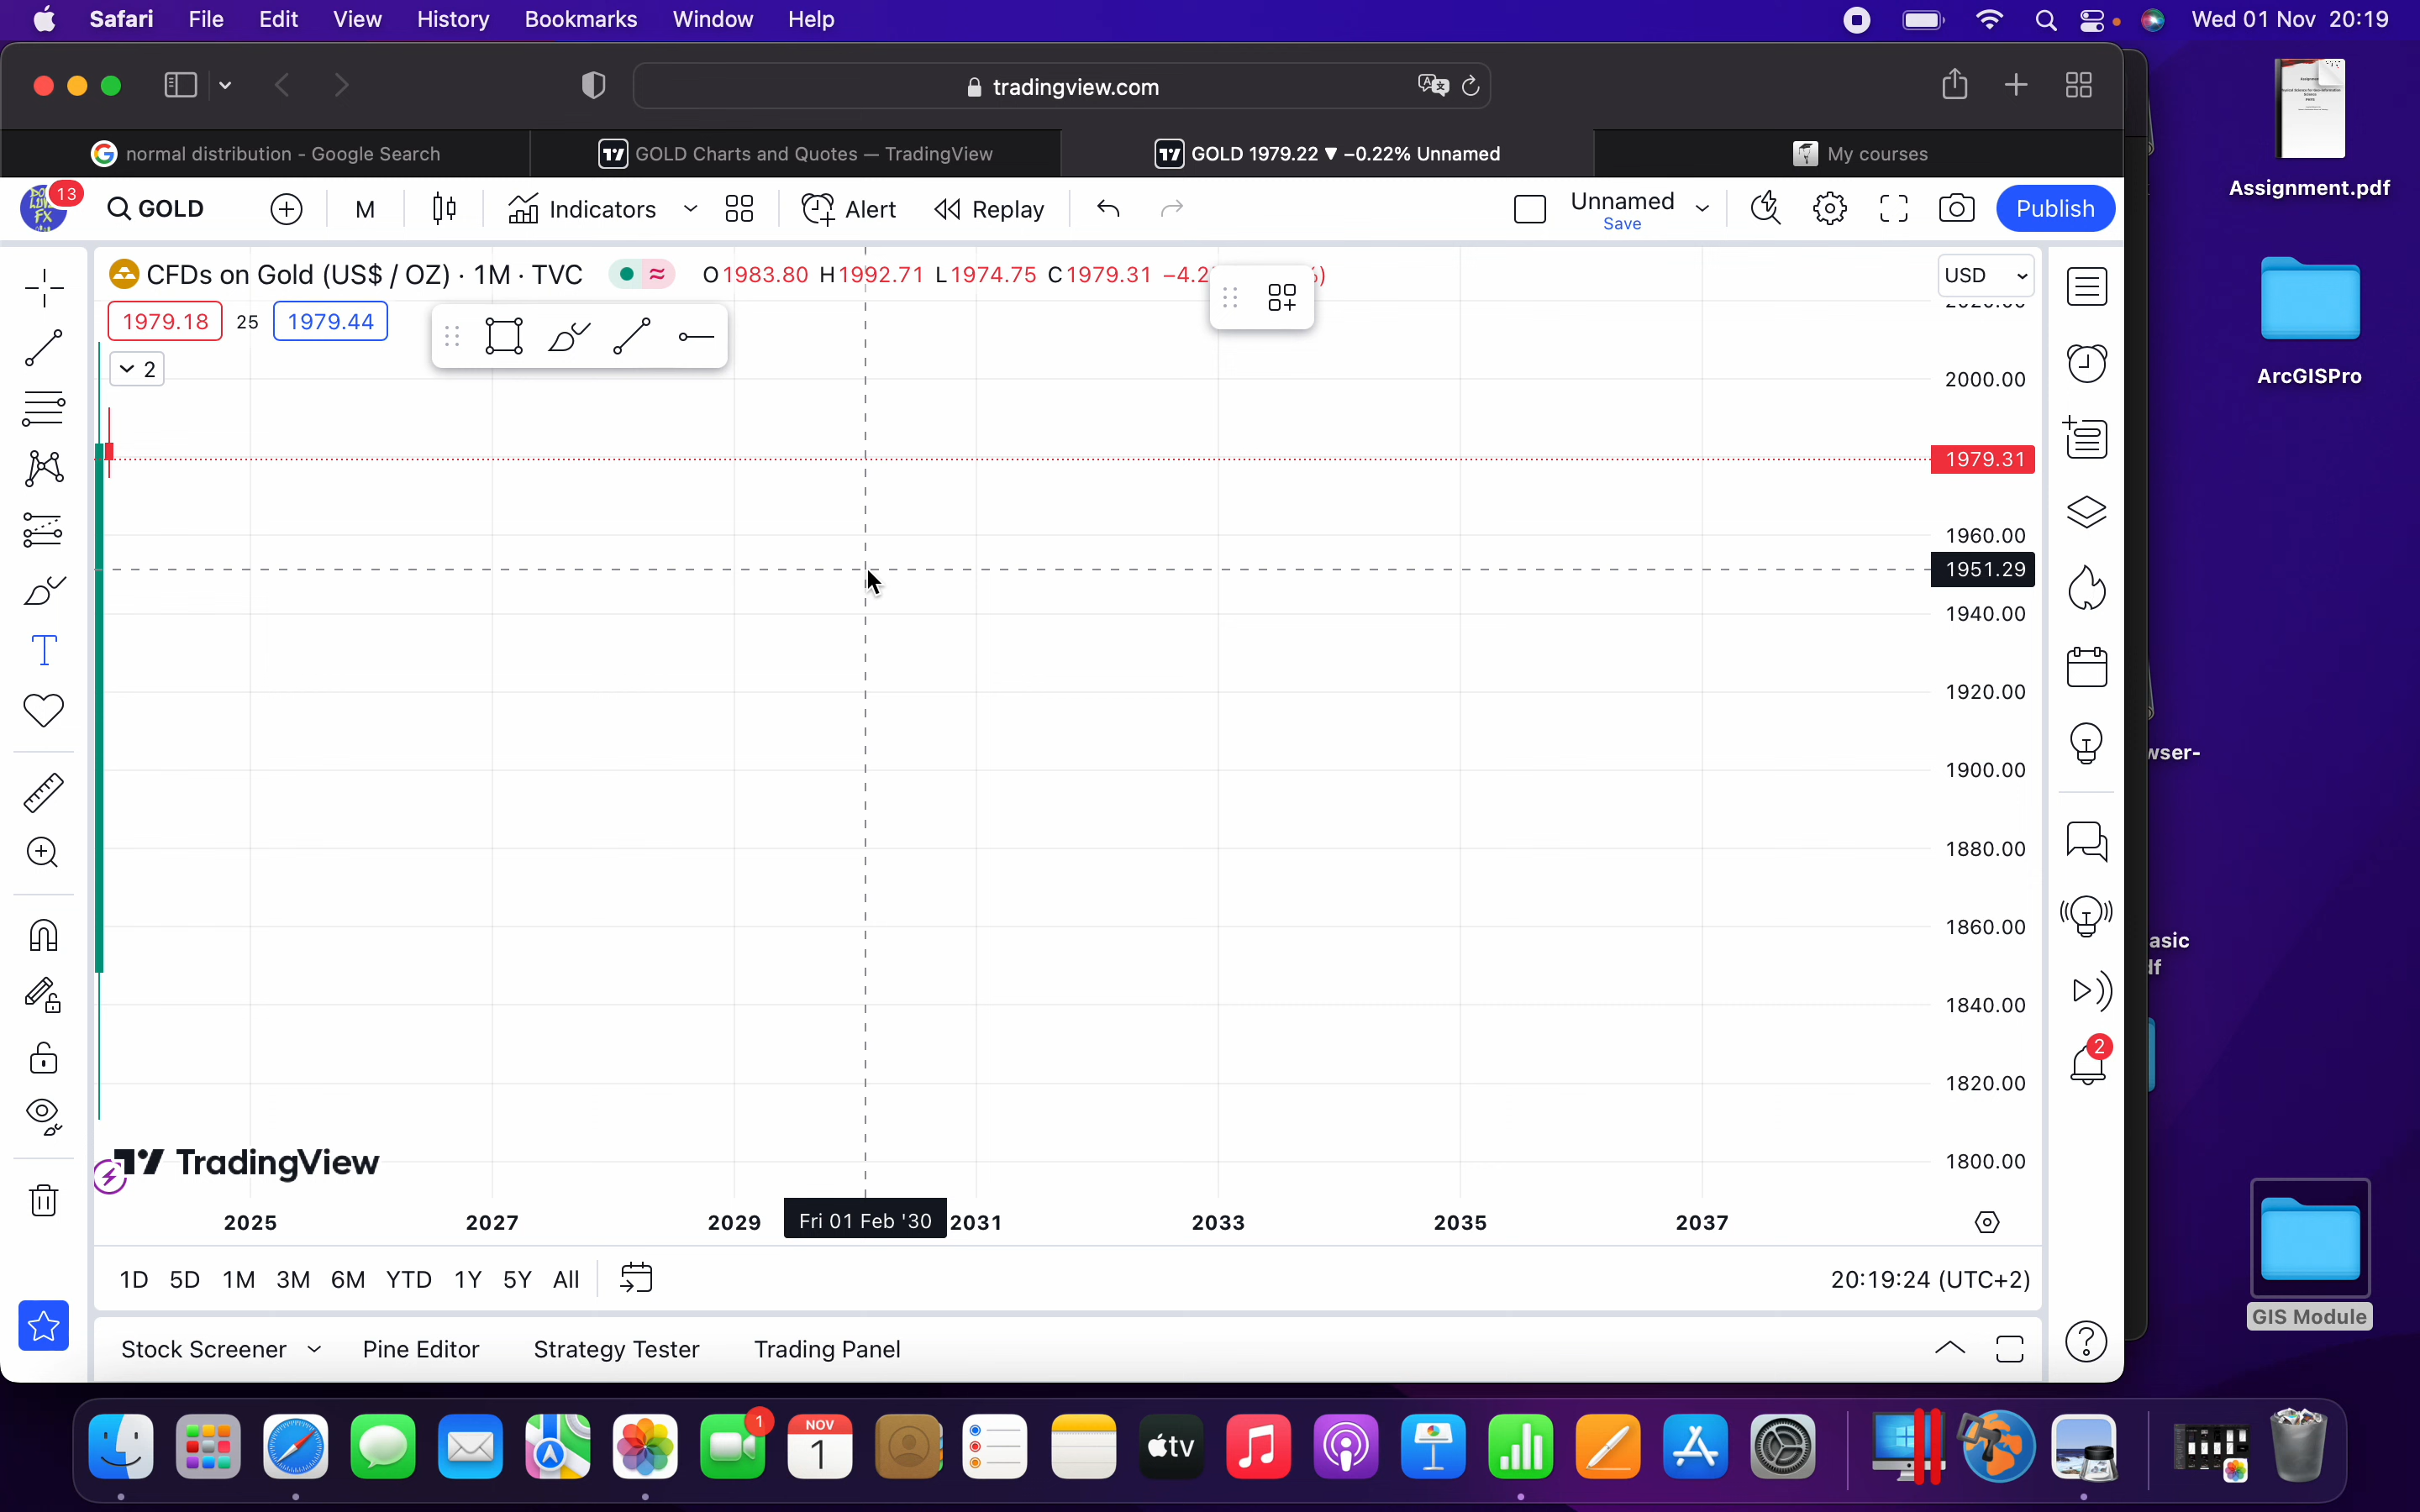 Safari File Edit View History Bookmarks Window Help Wed 01 Nov 20:19
tradingview.com
normal distribution - Google Search
GOLD Charts and Quotes — TradingView
GOLD 1979.22 ▼ −0.22% Unnamed
My courses
13
GOLD M Indicators Alert Replay Unnamed Save Publish
CFDs on Gold (US$ / OZ) · 1M · TVC O1983.80 H1992.71 L1974.75 C1979.31 USD
1979.18 25 1979.44
2
2000.00
1979.31
1960.00
1951.29
1940.00
1920.00
1900.00
1880.00
1860.00
1840.00
1820.00
1800.00
TradingView
2025 2027 2029 Fri 01 Feb '30 2031 2033 2035 2037
1D 5D 1M 3M 6M YTD 1Y 5Y All 20:19:24 (UTC+2)
Stock Screener Pine Editor Strategy Tester Trading Panel
2
Assignment.pdf
ArcGISPro
GIS Module
1
NOV
1
tv